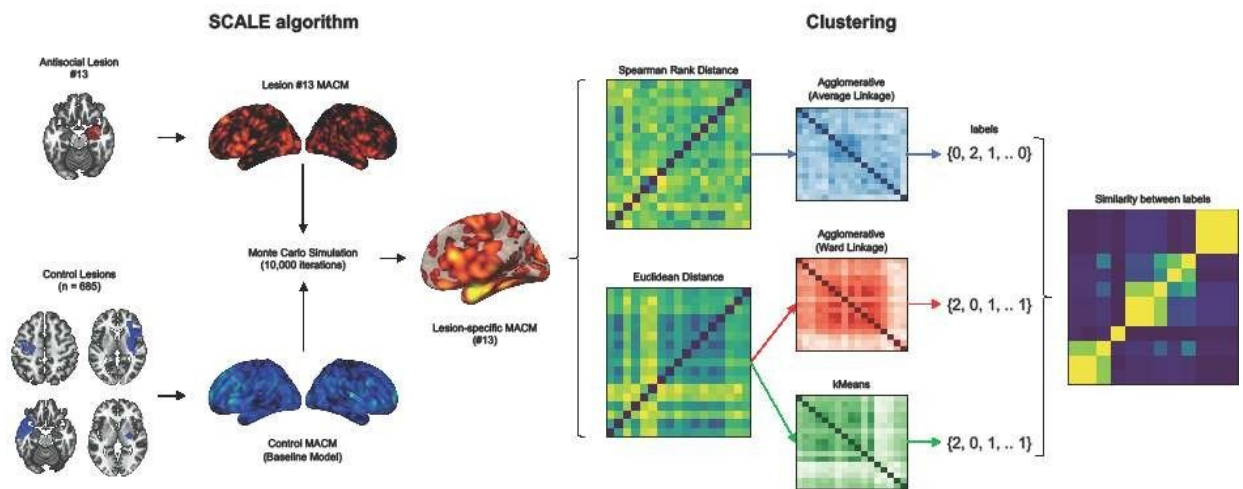 SCALE algorithm
Clustering
Antisocial Lesion
#13
Lesion #13 MACM
Monte Carlo Simulation
(10,000 iterations)
Control Lesions
(n = 685)
Control MACM
(Baseline Model)
Lesion-specific MACM
(#13)
Spearman Rank Distance
Euclidean Distance
Agglomerative
(Average Linkage)
Agglomerative
(Ward Linkage)
kMeans
labels
{0, 2, 1, .. 0}
{2, 0, 1, .. 1}
{2, 0, 1, .. 1}
Similarity between labels